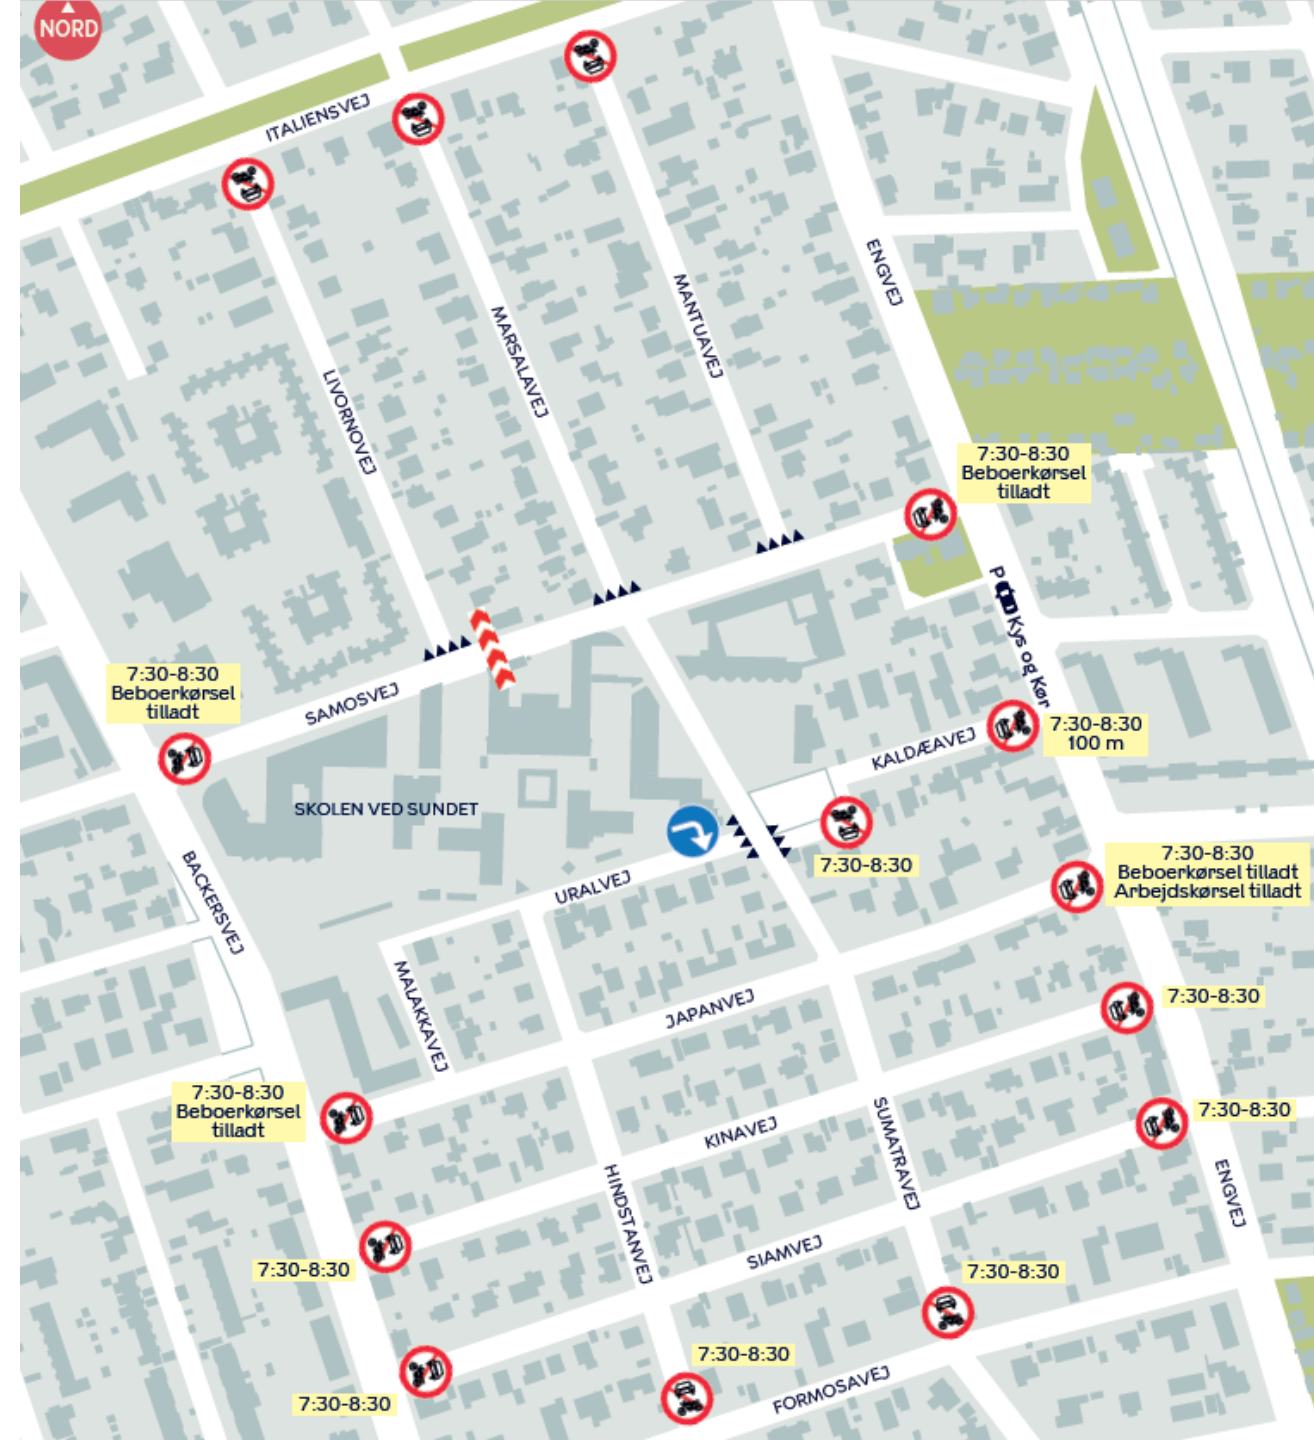 NORD
ITALIENSVEJ
ENGVEJ
MANTUAVEJ
MARSALAVEJ
LIVORNOVEJ
7:30-8:30
Beboerkørsel
tilladt
P Kys og Kør
7:30-8:30
Beboerkørsel
tilladt
SAMOSVEJ
7:30-8:30
100 m
KALDÆAVEJ
SKOLEN VED SUNDET
7:30-8:30
7:30-8:30
Beboerkørsel tilladt
Arbejdskørsel tilladt
URALVEJ
BACKERSVEJ
MALAKKAVEJ
JAPANVEJ
7:30-8:30
7:30-8:30
Beboerkørsel
tilladt
KINAVEJ
SUMATRAVEJ
7:30-8:30
HINDSTANVEJ
ENGVEJ
SIAMVEJ
7:30-8:30
7:30-8:30
7:30-8:30
7:30-8:30
FORMOSAVEJ